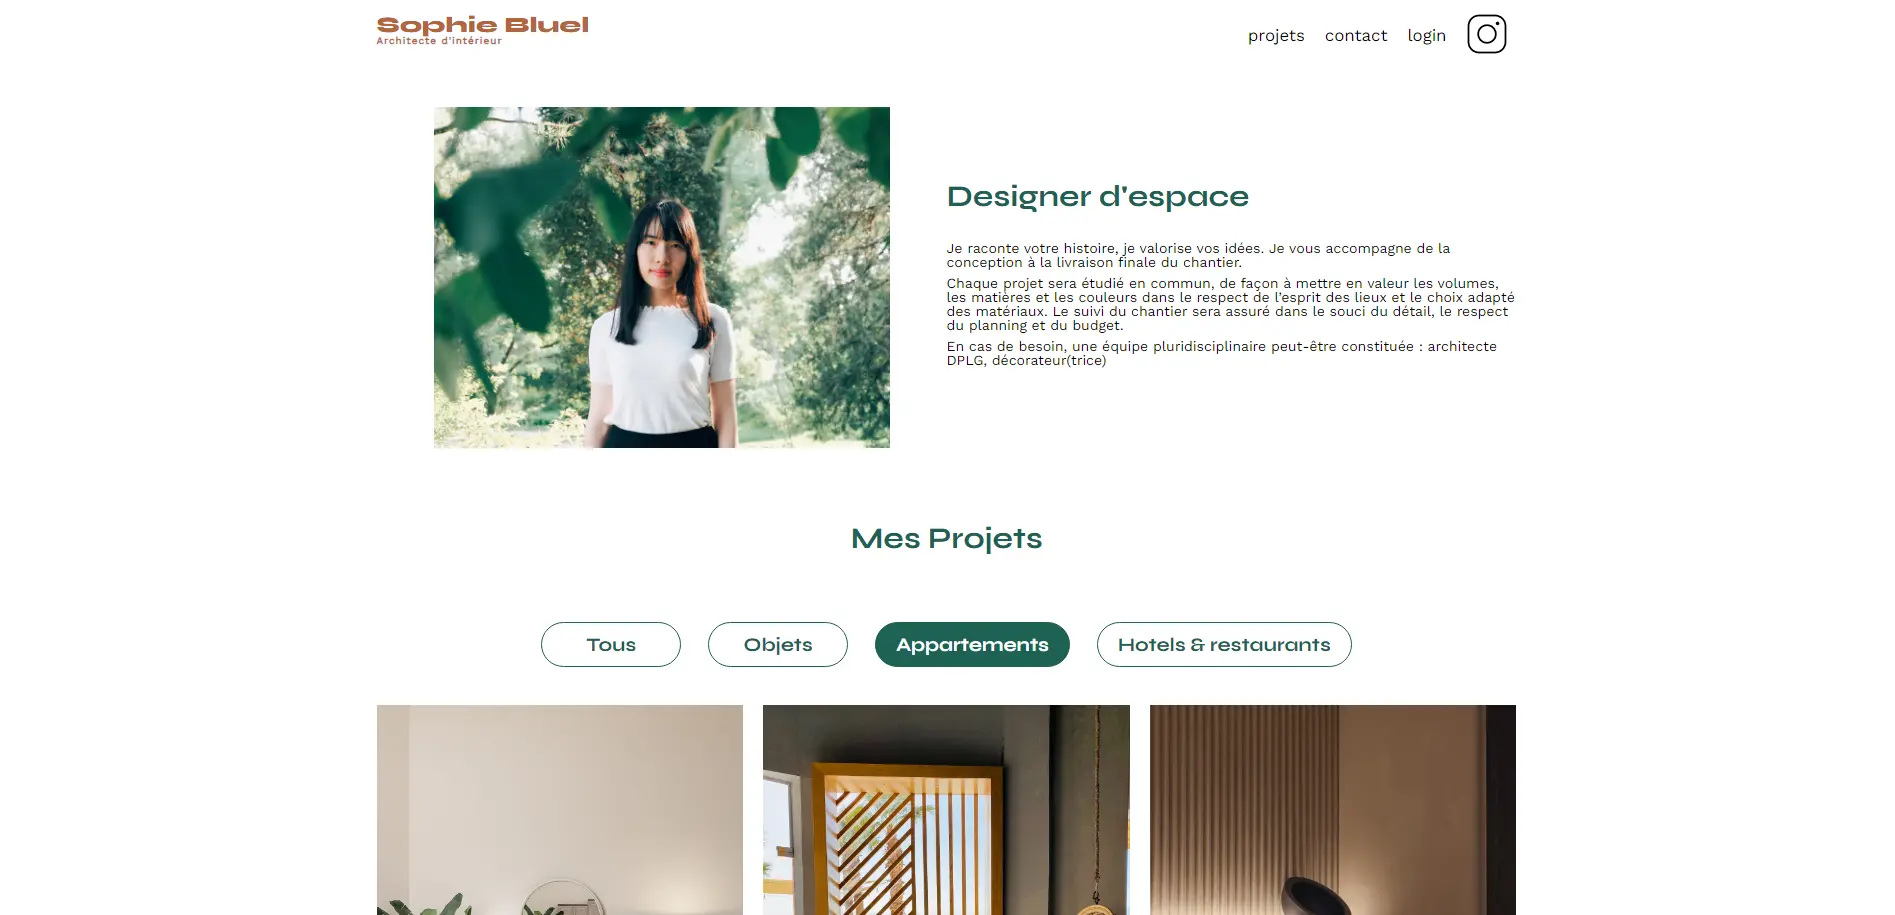 Sophie Bluel
Architecte d'intérieur
projets contact login
Designer d'espace
Je raconte votre histoire, je valorise vos idées. Je vous accompagne de la
conception à la livraison finale du chantier.
Chaque projet sera étudié en commun, de façon à mettre en valeur les volumes,
les matières et les couleurs dans le respect de l’esprit des lieux et le choix adapté
des matériaux. Le suivi du chantier sera assuré dans le souci du détail, le respect
du planning et du budget.
En cas de besoin, une équipe pluridisciplinaire peut-être constituée : architecte
DPLG, décorateur(trice)
Mes Projets
Tous Objets Appartements Hotels & restaurants